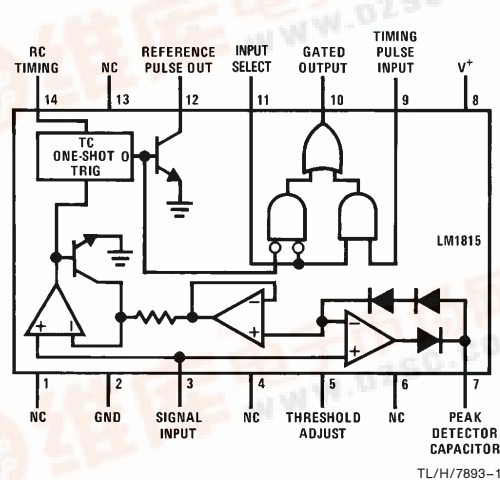 RC
TIMING
NC
REFERENCE
PULSE OUT
INPUT
SELECT
GATED
OUTPUT
TIMING
PULSE
INPUT
V+
14
13
12
11
10
9
8
TC
ONE-SHOT O
TRIG
LM1815
+
−
−
+
−
+
1
2
3
4
5
6
7
NC
GND
SIGNAL
INPUT
NC
THRESHOLD
ADJUST
NC
PEAK
DETECTOR
CAPACITOR
TL/H/7893–1